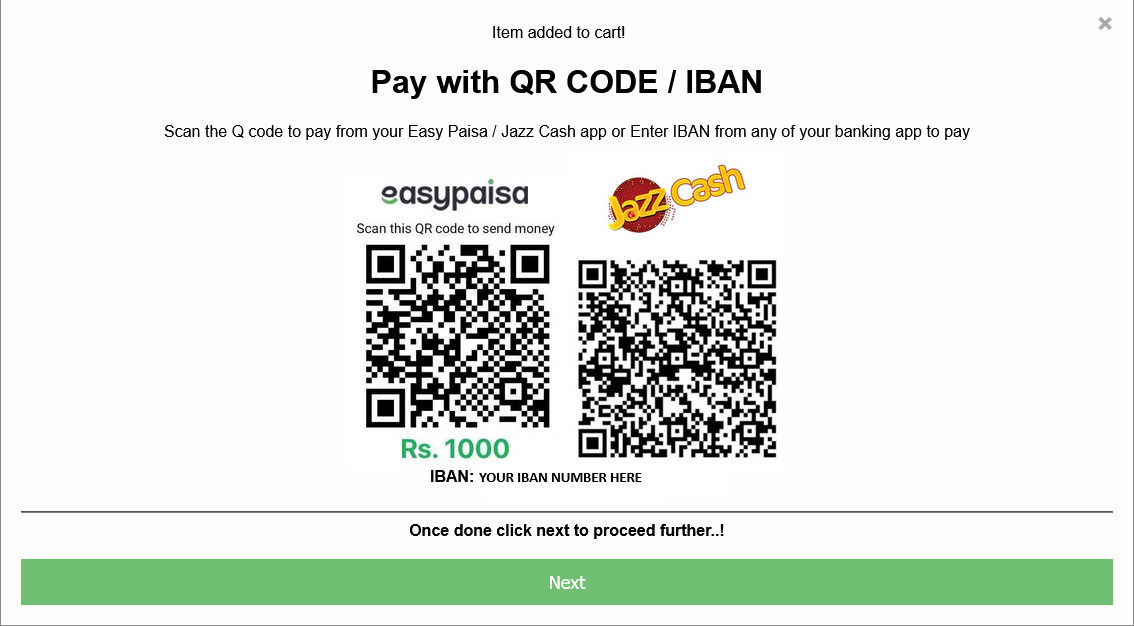 Item added to cart!
Pay with QR CODE / IBAN
Scan the Q code to pay from your Easy Paisa / Jazz Cash app or Enter IBAN from any of your banking app to pay
easypaisa
Scan this QR code to send money
Rs. 1000
Jazz Cash
IBAN: YOUR IBAN NUMBER HERE
Once done click next to proceed further..!
Next